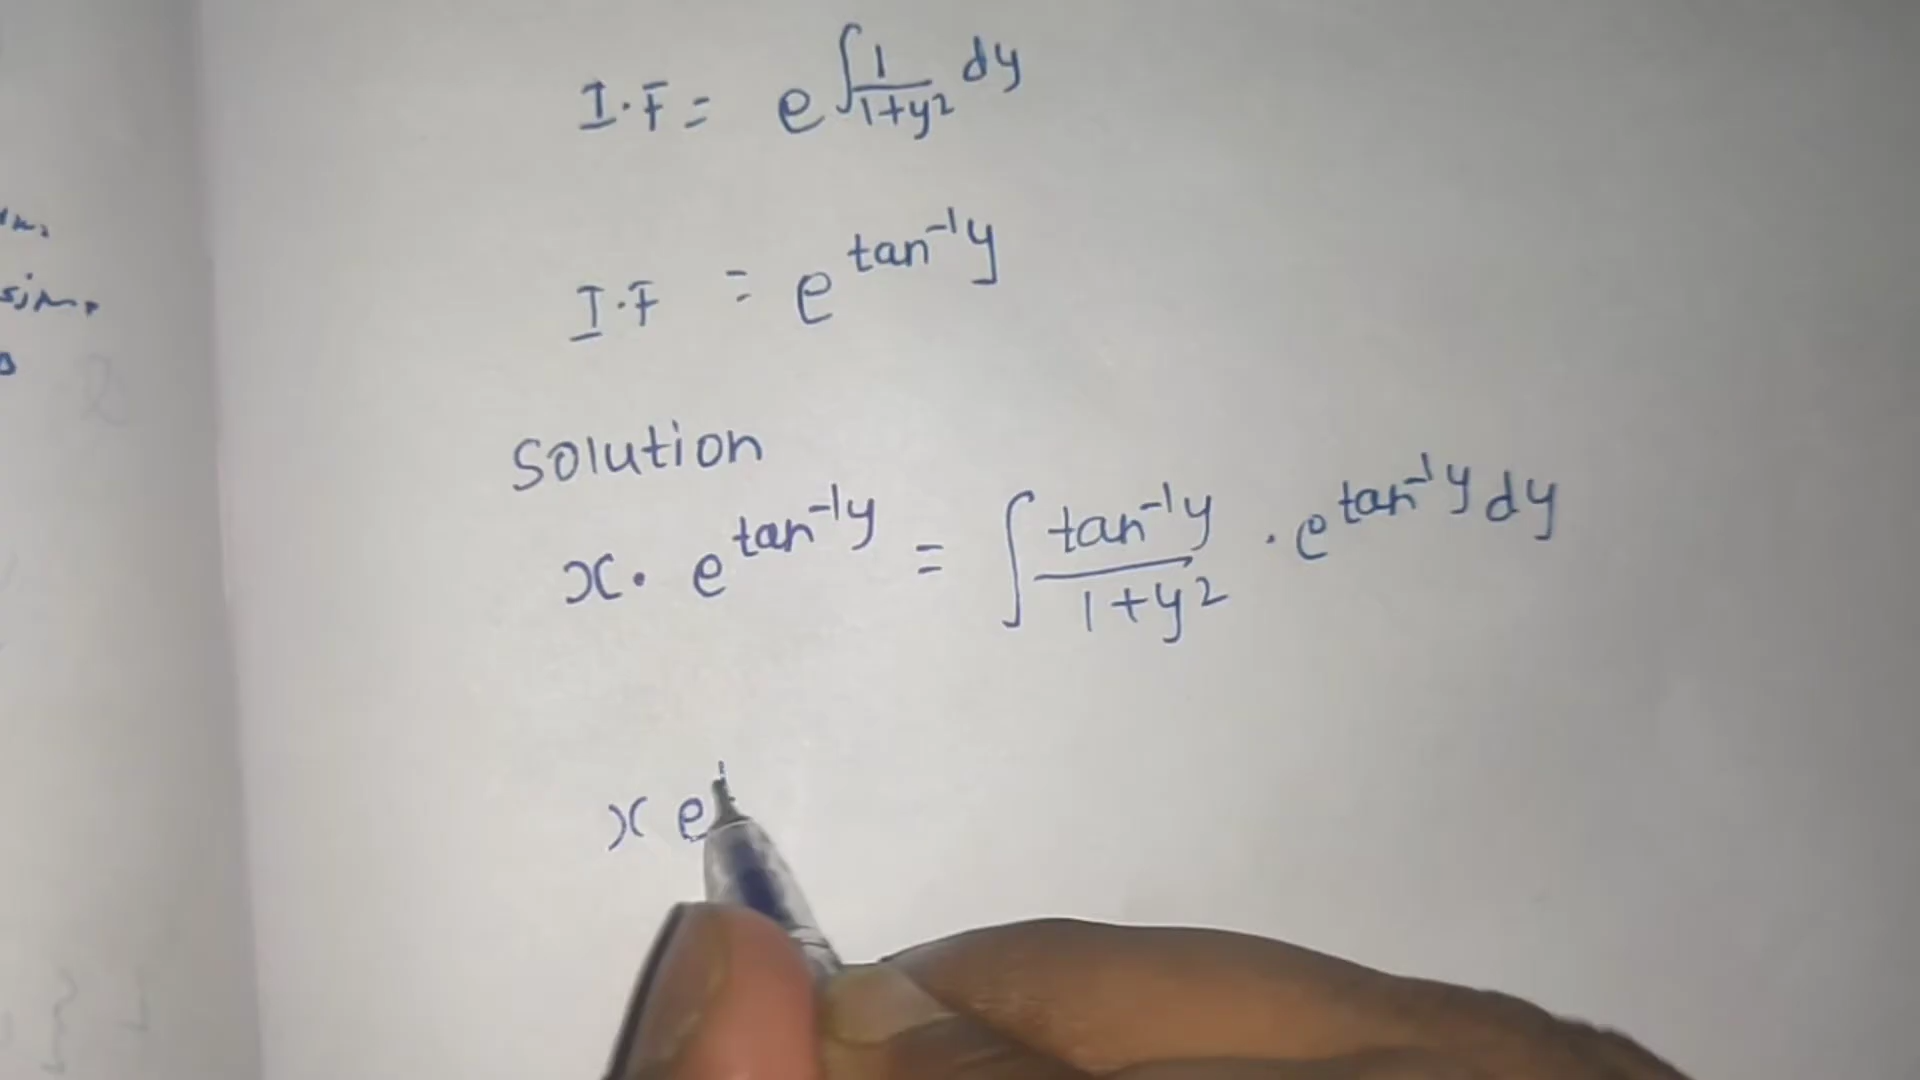 I.F = e^{∫ 1/(1+y²) dy}
I.F = e^{tan⁻¹y}
Solution
x. e^{tan⁻¹y} = ∫ tan⁻¹y/(1+y²) . e^{tan⁻¹y} dy
x e